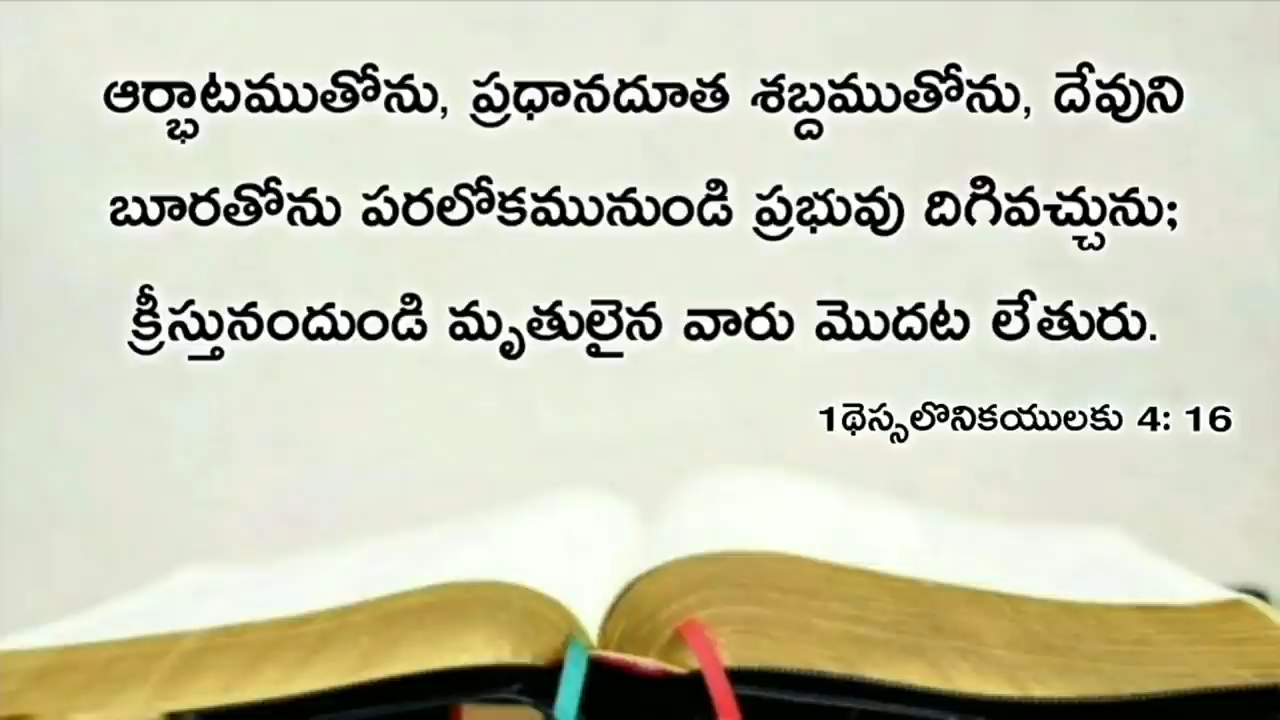 ఆర్భాటముతోను, ప్రధానదూత శబ్దముతోను, దేవుని
బూరతోను పరలోకమునుండి ప్రభువు దిగివచ్చును;
క్రీస్తునందుండి మృతులైన వారు మొదట లేతురు.
1థెస్సలొనికయులకు 4: 16